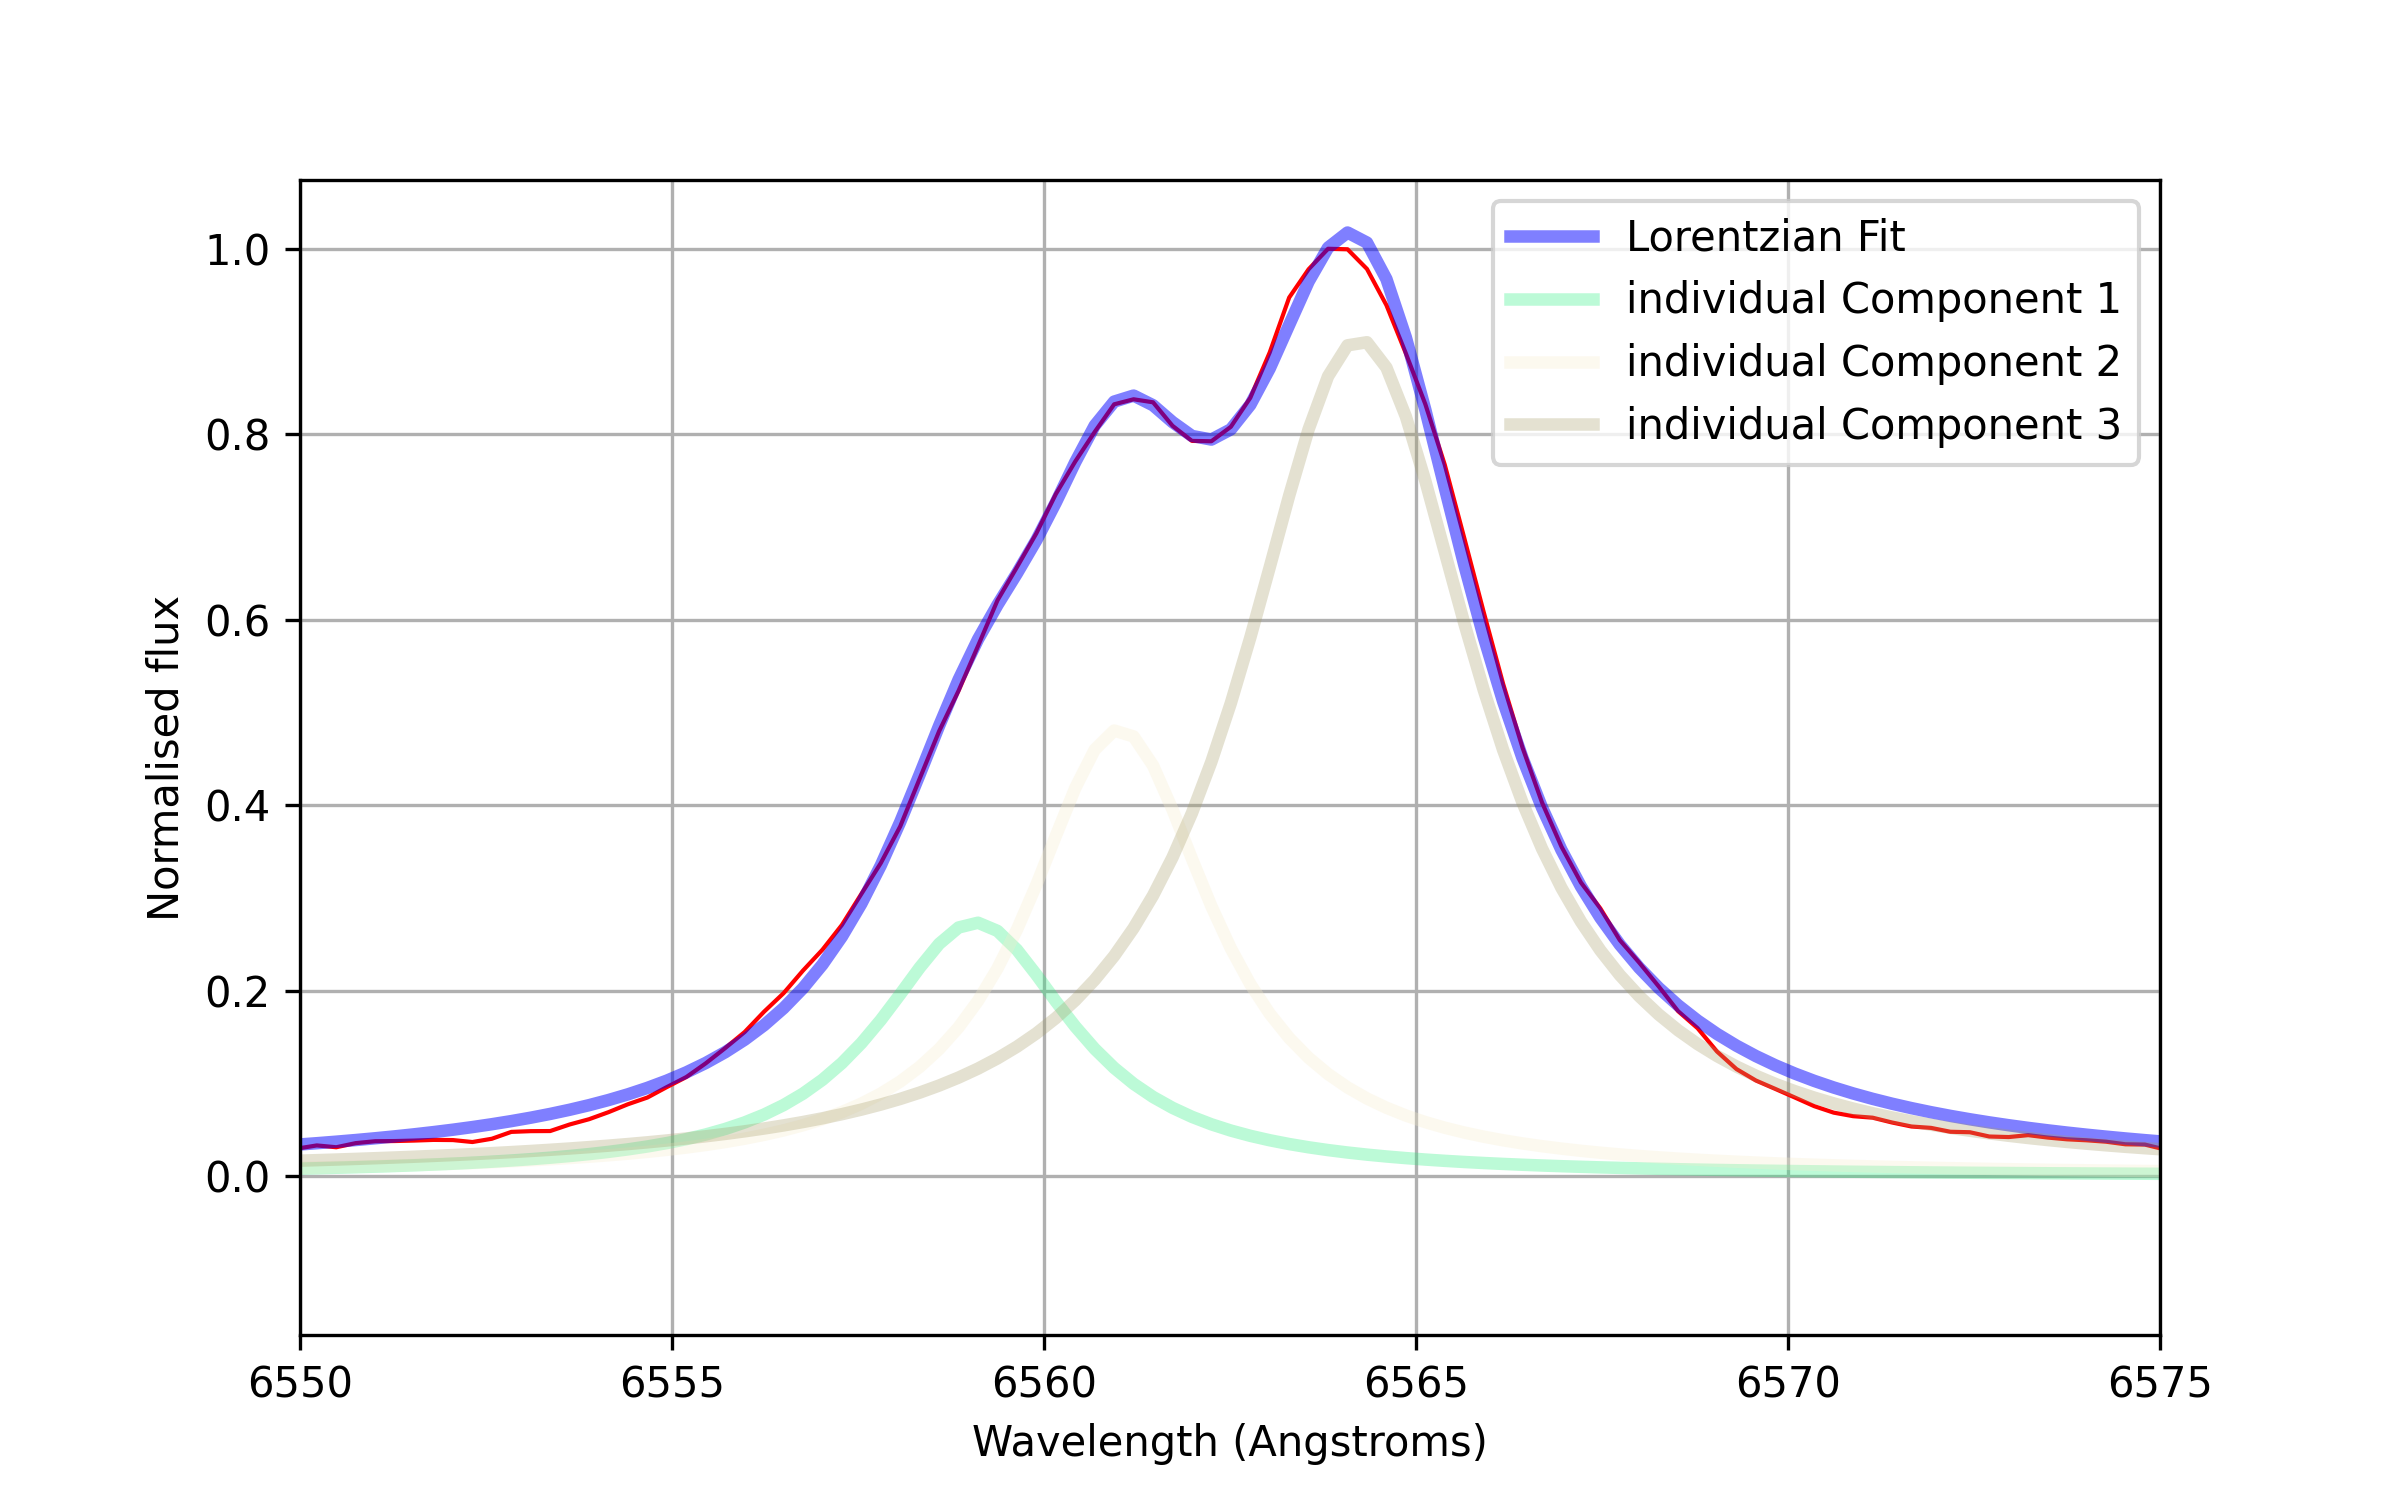 Lorentzian Fit
individual Component 1
individual Component 2
individual Component 3
1.0
0.8
0.6
0.4
0.2
0.0
Normalised flux
6550 6555 6560 6565 6570 6575
Wavelength (Angstroms)